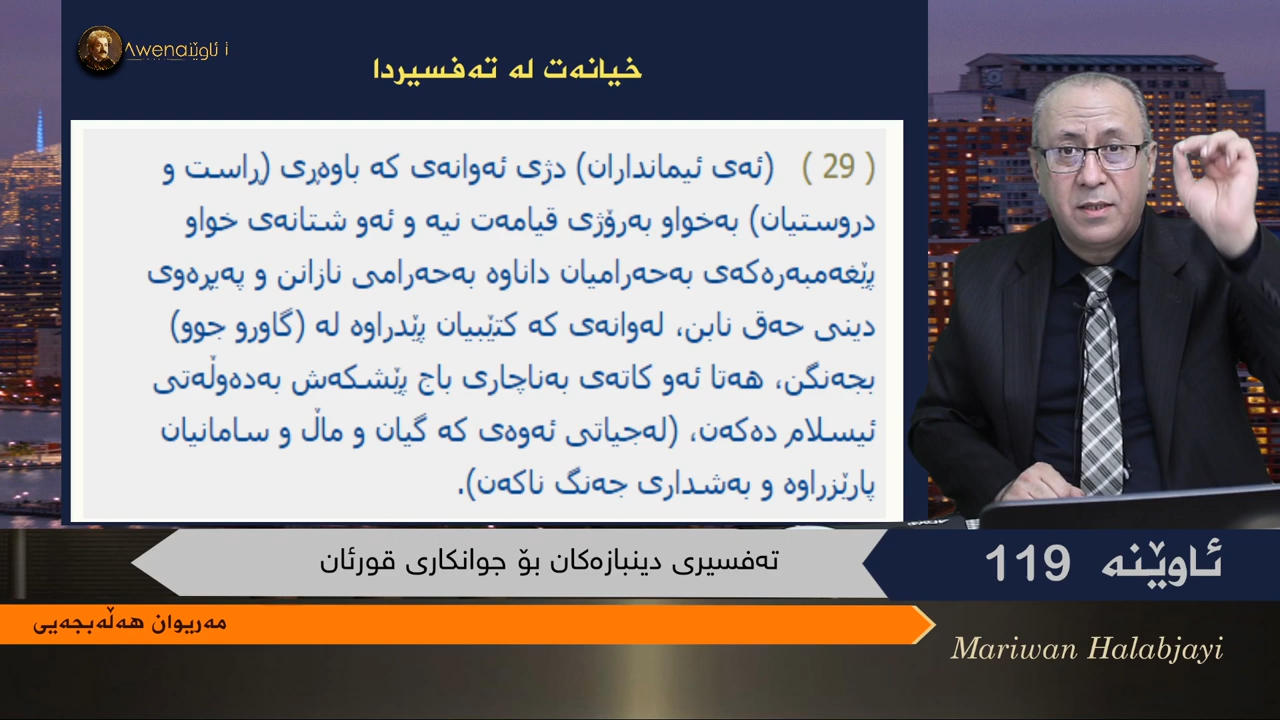 Awena ئاوێنە
خیانەت لە تەفسیردا
( 29 ) (ئەی ئیمانداران) دژی ئەوانەی کە باوەڕی (ڕاست و
دروستیان) بەخواو بەرۆژی قیامەت نیە و ئەو شتانەی خواو
پێغەمبەرەکەی بەحەرامیان داناوە بەحەرامی نازانن و پەیڕەوی
دینی حەق نابن، لەوانەی کە کتێبیان پێدراوە لە (گاورو جوو)
بجەنگن، هەتا ئەو کاتەی بەناچاری باج پێشکەش بەدەوڵەتی
ئیسلام دەکەن، (لەجیاتی ئەوەی کە گیان و ماڵ و سامانیان
پارێزراوە و بەشداری جەنگ ناکەن).
ئاوێنە 119
تەفسیری دینبازەکان بۆ جوانکاری قورئان
مەریوان هەڵەبجەیی
Mariwan Halabjayi